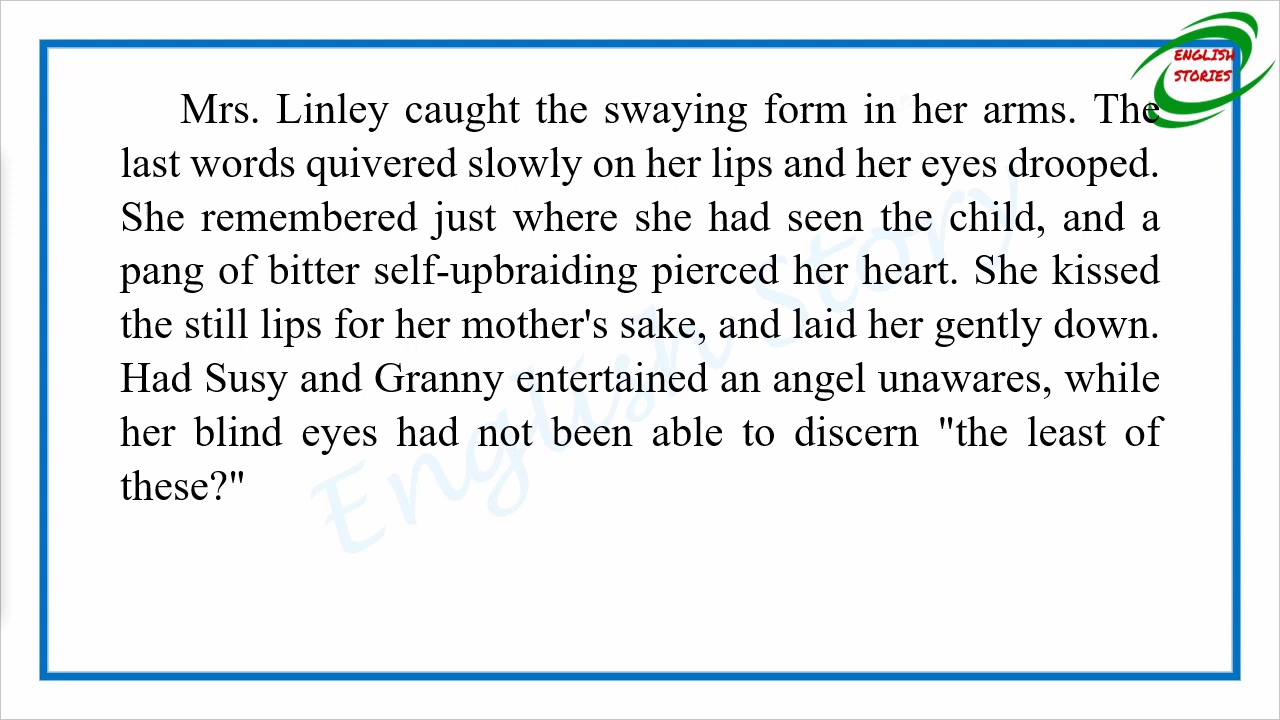 ENGLISH
STORIES
Mrs. Linley caught the swaying form in her arms. The
last words quivered slowly on her lips and her eyes drooped.
She remembered just where she had seen the child, and a
pang of bitter self-upbraiding pierced her heart. She kissed
the still lips for her mother's sake, and laid her gently down.
Had Susy and Granny entertained an angel unawares, while
her blind eyes had not been able to discern "the least of
these?"
English Story